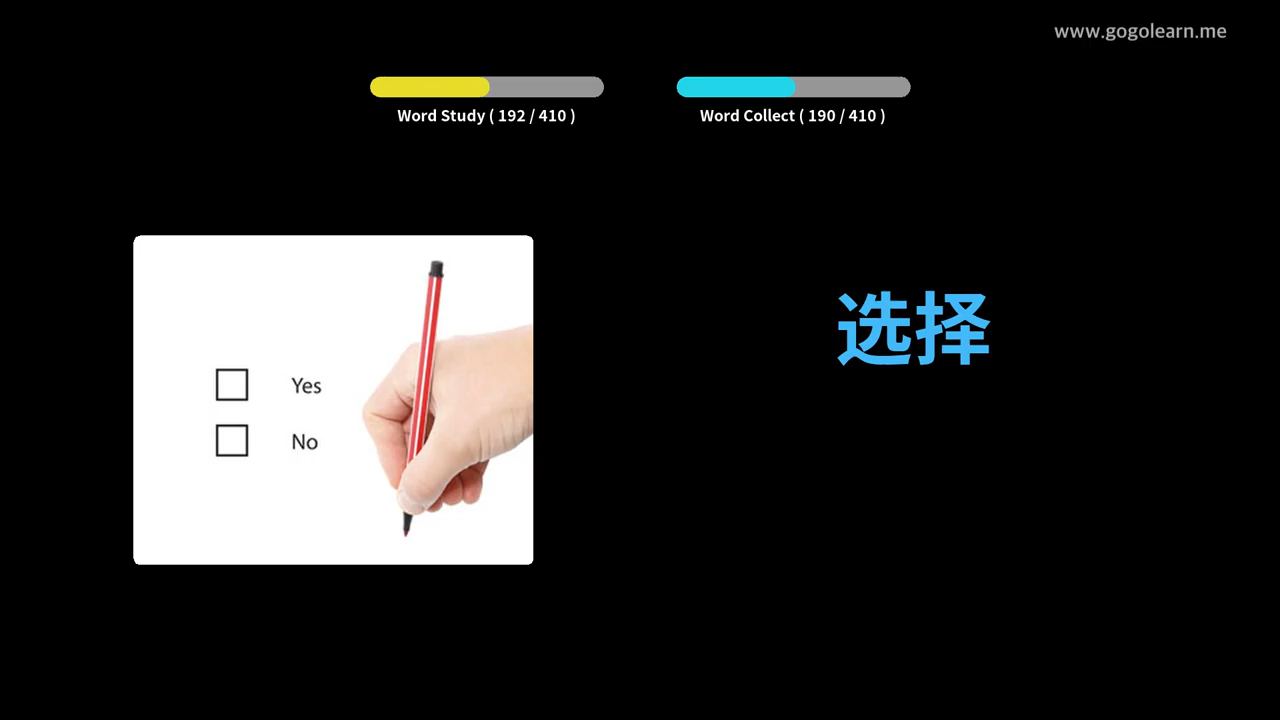 www.gogolearn.me
Word Study ( 192 / 410 )
Word Collect ( 190 / 410 )
选择
Yes
No